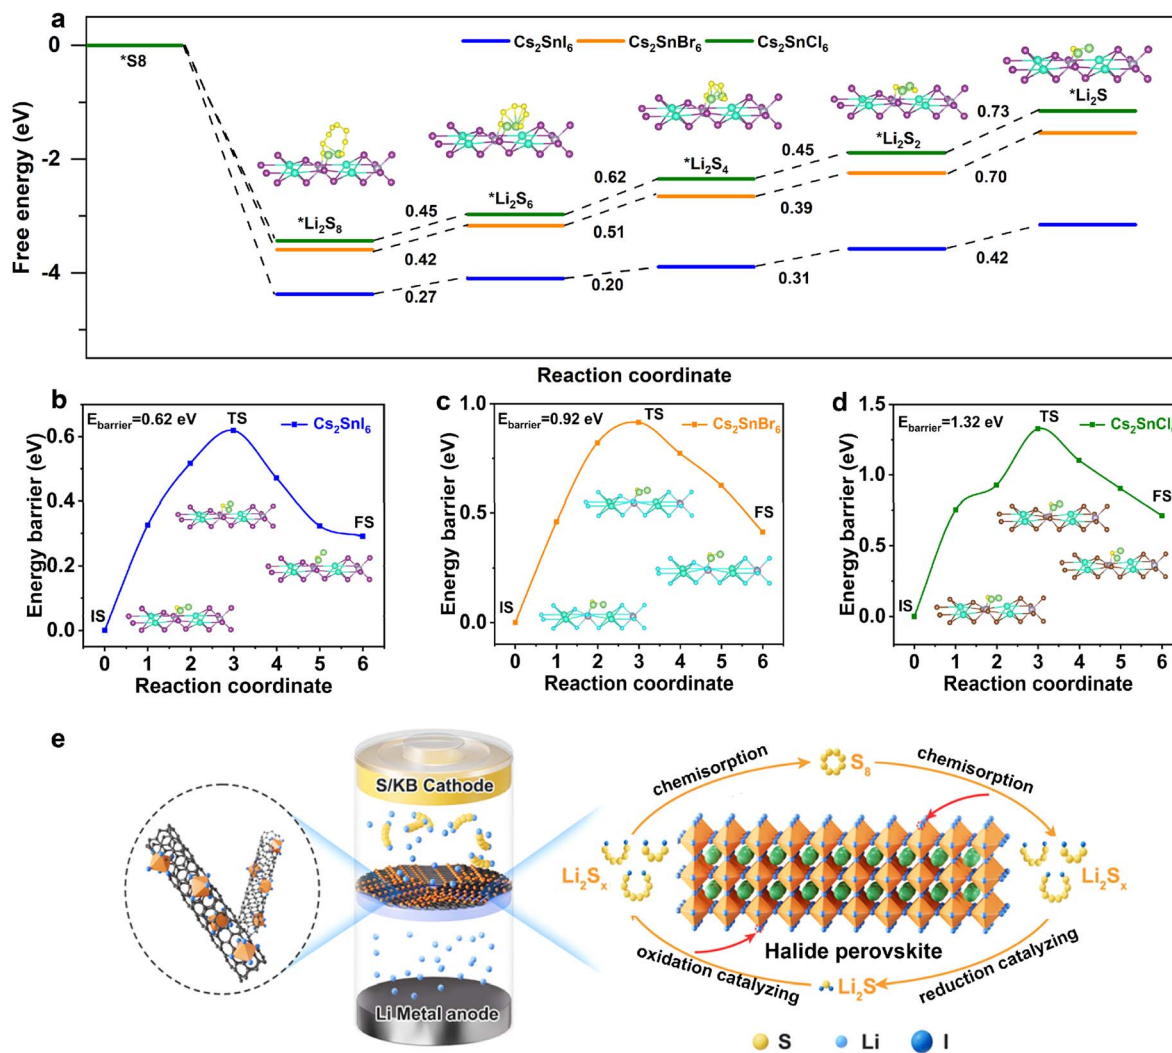 a
Cs₂SnI₆ Cs₂SnBr₆ Cs₂SnCl₆
0
-2
-4
Free energy (eV)
*S8
*Li₂S₈
*Li₂S₆
*Li₂S₄
*Li₂S₂
*Li₂S
0.45 0.62 0.45 0.73
0.42 0.51 0.39 0.70
0.27 0.20 0.31 0.42
Reaction coordinate
b
E_barrier=0.62 eV
TS
Cs₂SnI₆
-0.6
0.4
0.2
0.0
Energy barrier (eV)
IS
FS
0 1 2 3 4 5 6
Reaction coordinate
c
E_barrier=0.92 eV
TS
Cs₂SnBr₆
1.0
0.5
0.0
Energy barrier (eV)
IS
FS
0 1 2 3 4 5 6
Reaction coordinate
d
E_barrier=1.32 eV
TS
Cs₂SnCl
1.5
1.0
0.5
0.0
Energy barrier (eV)
IS
FS
0 1 2 3 4 5 6
Reaction coordinate
e
S/KB Cathode
Li Metal anode
chemisorption
S₈
chemisorption
Li₂Sₓ
Li₂Sₓ
Halide perovskite
oxidation catalyzing
Li₂S
reduction catalyzing
S Li I